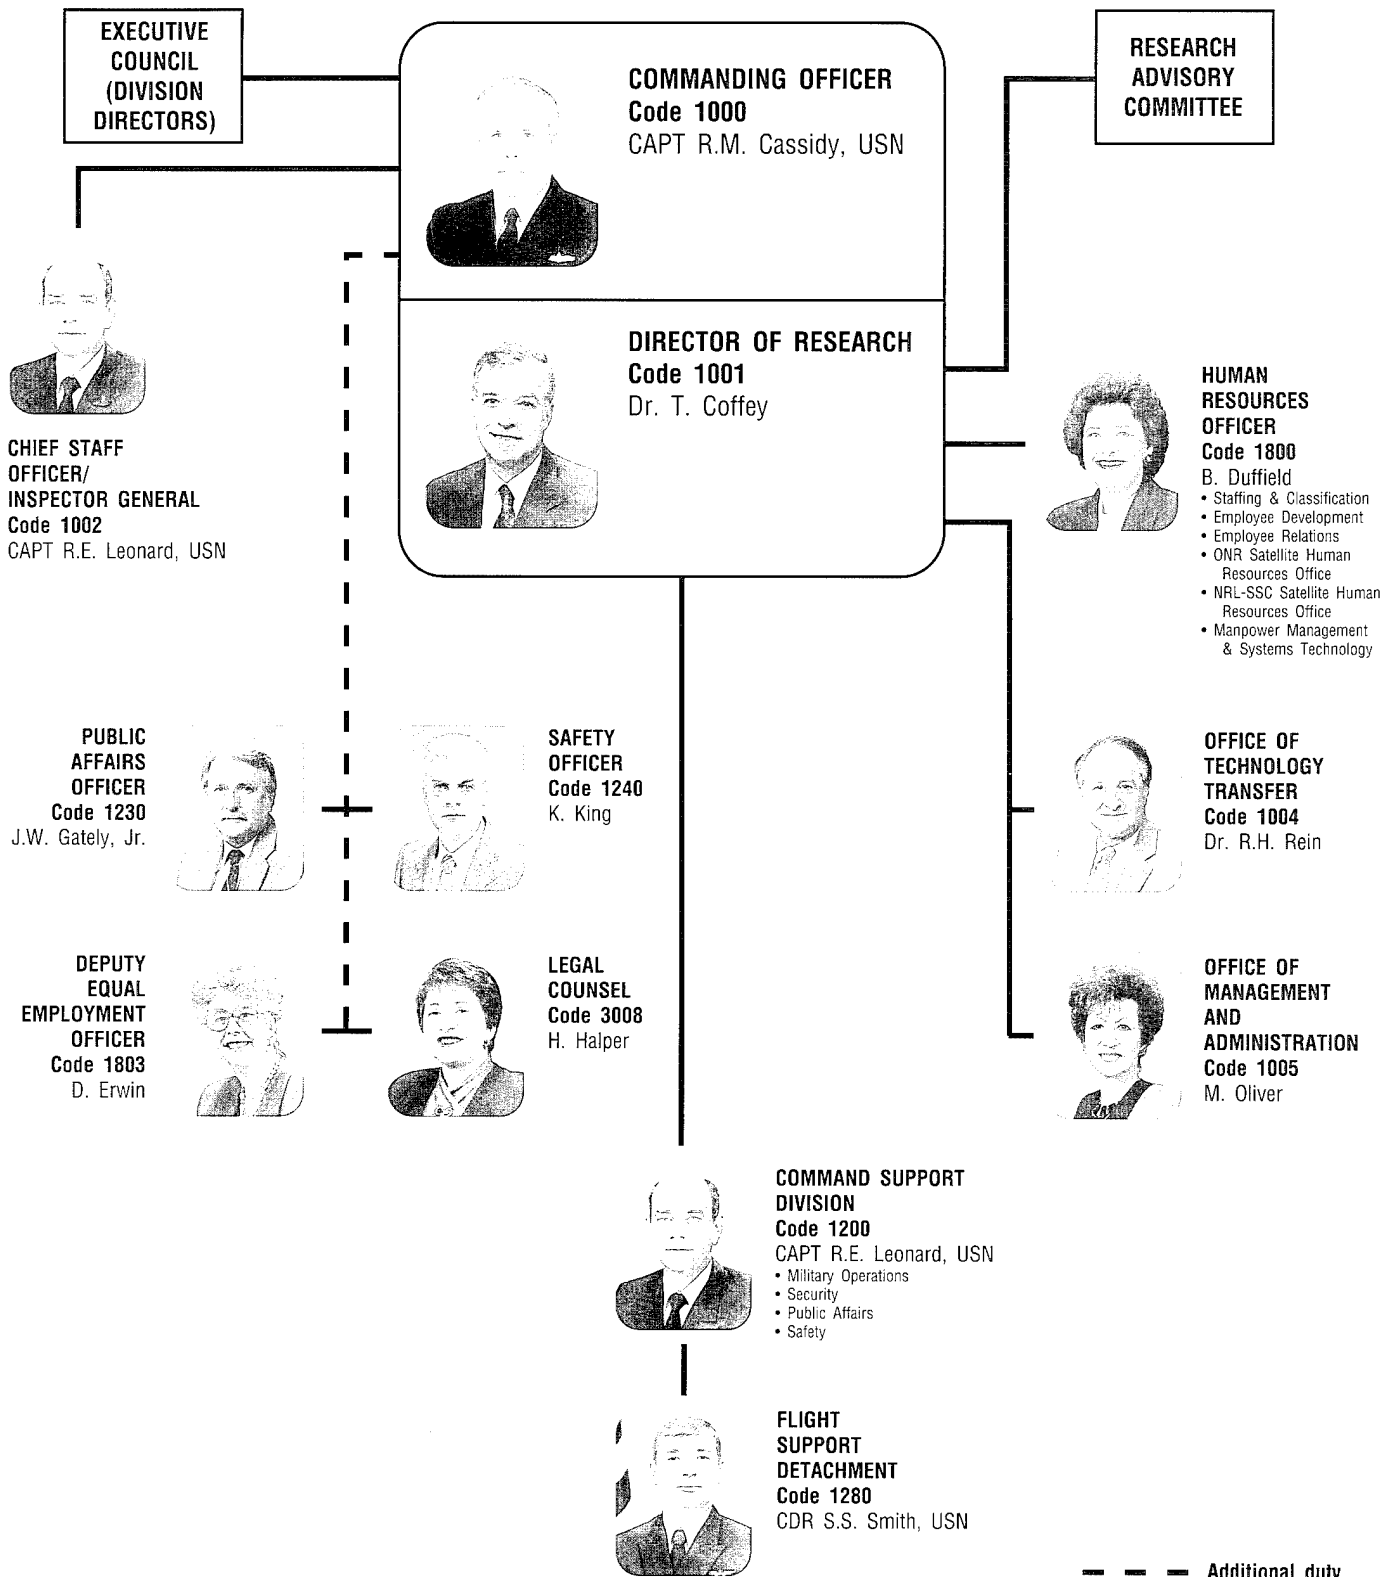 EXECUTIVE
COUNCIL
(DIVISION
DIRECTORS)
COMMANDING OFFICER
Code 1000
CAPT R.M. Cassidy, USN
RESEARCH
ADVISORY
COMMITTEE
DIRECTOR OF RESEARCH
Code 1001
Dr. T. Coffey
CHIEF STAFF
OFFICER/
INSPECTOR GENERAL
Code 1002
CAPT R.E. Leonard, USN
HUMAN
RESOURCES
OFFICER
Code 1800
B. Duffield
• Staffing & Classification
• Employee Development
• Employee Relations
• ONR Satellite Human
Resources Office
• NRL-SSC Satellite Human
Resources Office
• Manpower Management
& Systems Technology
PUBLIC
AFFAIRS
OFFICER
Code 1230
J.W. Gately, Jr.
SAFETY
OFFICER
Code 1240
K. King
OFFICE OF
TECHNOLOGY
TRANSFER
Code 1004
Dr. R.H. Rein
DEPUTY
EQUAL
EMPLOYMENT
OFFICER
Code 1803
D. Erwin
LEGAL
COUNSEL
Code 3008
H. Halper
OFFICE OF
MANAGEMENT
AND
ADMINISTRATION
Code 1005
M. Oliver
COMMAND SUPPORT
DIVISION
Code 1200
CAPT R.E. Leonard, USN
• Military Operations
• Security
• Public Affairs
• Safety
FLIGHT
SUPPORT
DETACHMENT
Code 1280
CDR S.S. Smith, USN
Additional duty